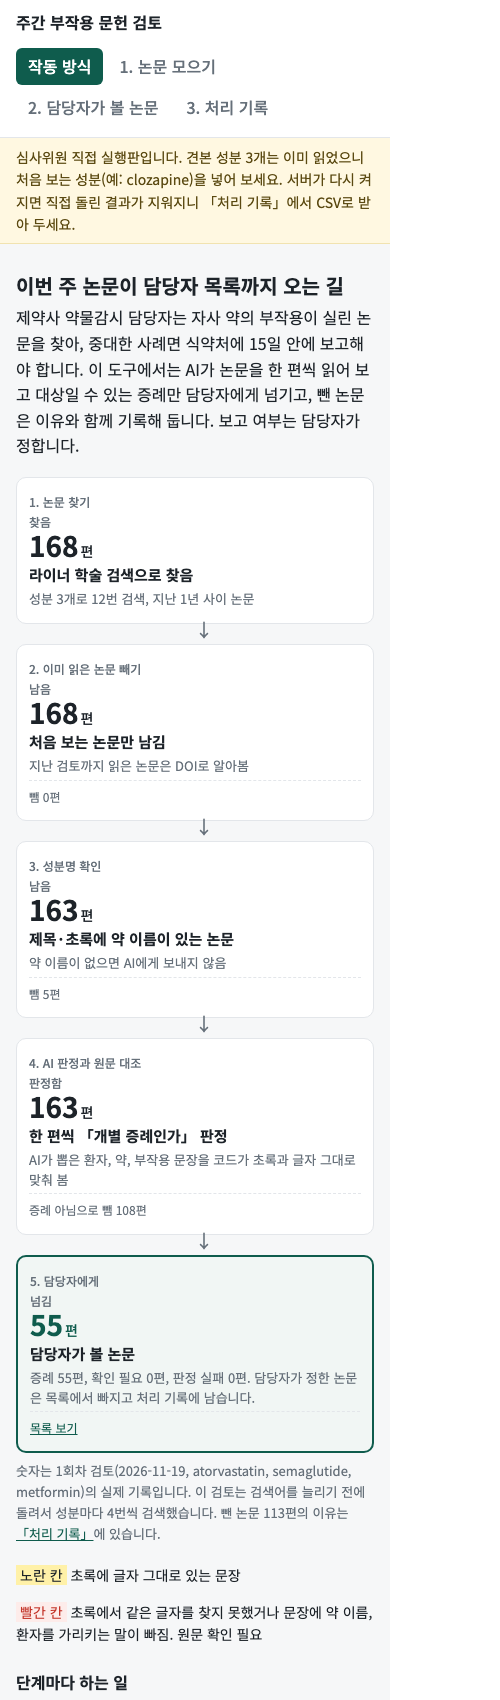 주간 부작용 문헌 검토
작동 방식
1. 논문 모으기
2. 담당자가 볼 논문
3. 처리 기록
심사위원 직접 실행판입니다. 견본 성분 3개는 이미 읽었으니
처음 보는 성분(예: clozapine)을 넣어 보세요. 서버가 다시 켜
지면 직접 돌린 결과가 지워지니 「처리 기록」에서 CSV로 받
아 두세요.
이번 주 논문이 담당자 목록까지 오는 길
제약사 약물감시 담당자는 자사 약의 부작용이 실린 논
문을 찾아, 중대한 사례면 식약처에 15일 안에 보고해
야 합니다. 이 도구에서는 AI가 논문을 한 편씩 읽어 보
고 대상일 수 있는 증례만 담당자에게 넘기고, 뺀 논문
은 이유와 함께 기록해 둡니다. 보고 여부는 담당자가
정합니다.
1. 논문 찾기
찾음
168편
라이너 학술 검색으로 찾음
성분 3개로 12번 검색, 지난 1년 사이 논문
↓
2. 이미 읽은 논문 빼기
남음
168편
처음 보는 논문만 남김
지난 검토까지 읽은 논문은 DOI로 알아봄
뺌 0편
↓
3. 성분명 확인
남음
163편
제목·초록에 약 이름이 있는 논문
약 이름이 없으면 AI에게 보내지 않음
뺌 5편
↓
4. AI 판정과 원문 대조
판정함
163편
한 편씩 「개별 증례인가」 판정
AI가 뽑은 환자, 약, 부작용 문장을 코드가 초록과 글자 그대로
맞춰 봄
증례 아님으로 뺌 108편
↓
5. 담당자에게
넘김
55편
담당자가 볼 논문
증례 55편, 확인 필요 0편, 판정 실패 0편. 담당자가 정한 논문
은 목록에서 빠지고 처리 기록에 남습니다.
목록 보기
숫자는 1회차 검토(2026-11-19, atorvastatin, semaglutide,
metformin)의 실제 기록입니다. 이 검토는 검색어를 늘리기 전에
돌려서 성분마다 4번씩 검색했습니다. 뺀 논문 113편의 이유는
「처리 기록」에 있습니다.
노란 칸 초록에 글자 그대로 있는 문장
빨간 칸 초록에서 같은 글자를 찾지 못했거나 문장에 약 이름,
환자를 가리키는 말이 빠짐. 원문 확인 필요
단계마다 하는 일